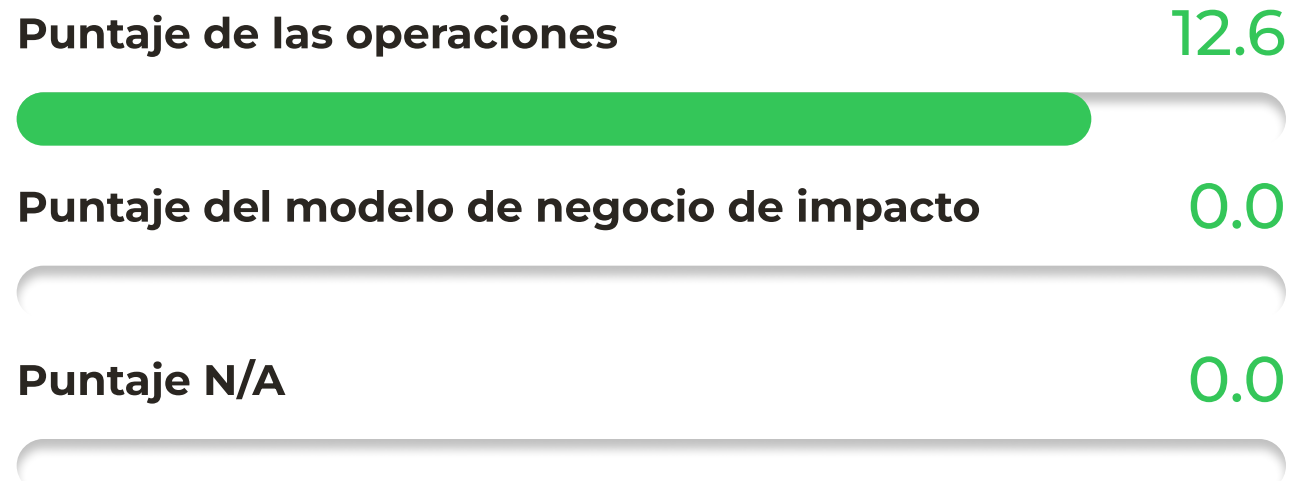 Puntaje de las operaciones 12.6
Puntaje del modelo de negocio de impacto 0.0
Puntaje N/A 0.0